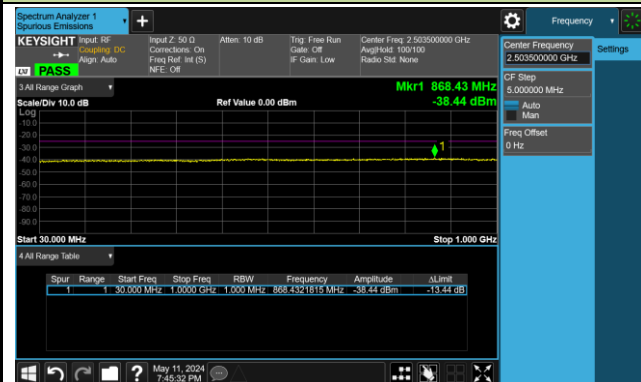 Spectrum Analyzer 1
Spurious Emissions
Frequency
KEYSIGHT
Input: RF
Coupling: DC
Align: Auto
Input Z: 50 Ω
Corrections: On
Freq Ref: Int (S)
NFE: Off
Atten: 10 dB
Trig: Free Run
Gate: Off
IF Gain: Low
Center Freq: 2.503500000 GHz
Avg|Hold: 100/100
Radio Std: None
LXI
PASS
3 All Range Graph
Mkr1 868.43 MHz
Scale/Div 10.0 dB
Ref Value 0.00 dBm
-38.44 dBm
Log
-10.0
-20.0
-30.0
-40.0
-50.0
-60.0
-70.0
-80.0
-90.0
1
Start 30.000 MHz
Stop 1.000 GHz
4 All Range Table
Spur Range Start Freq Stop Freq RBW Frequency Amplitude ΔLimit
1 1 30.000 MHz 1.0000 GHz 1.000 MHz 868.4321815 MHz -38.44 dBm -13.44 dB
May 11, 2024
7:45:32 PM
Center Frequency
2.503500000 GHz
Settings
CF Step
5.000000 MHz
Auto
Man
Freq Offset
0 Hz